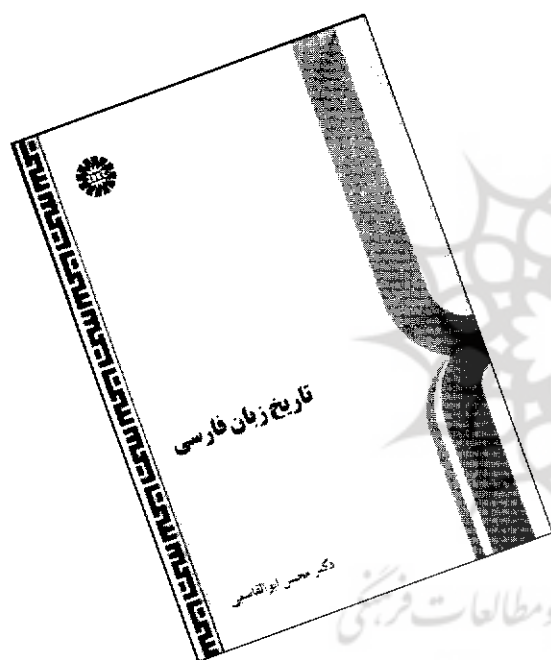 تاریخ زبان فارسی
دکتر محسن ابوالقاسمی
و مطالعات فرهنگی